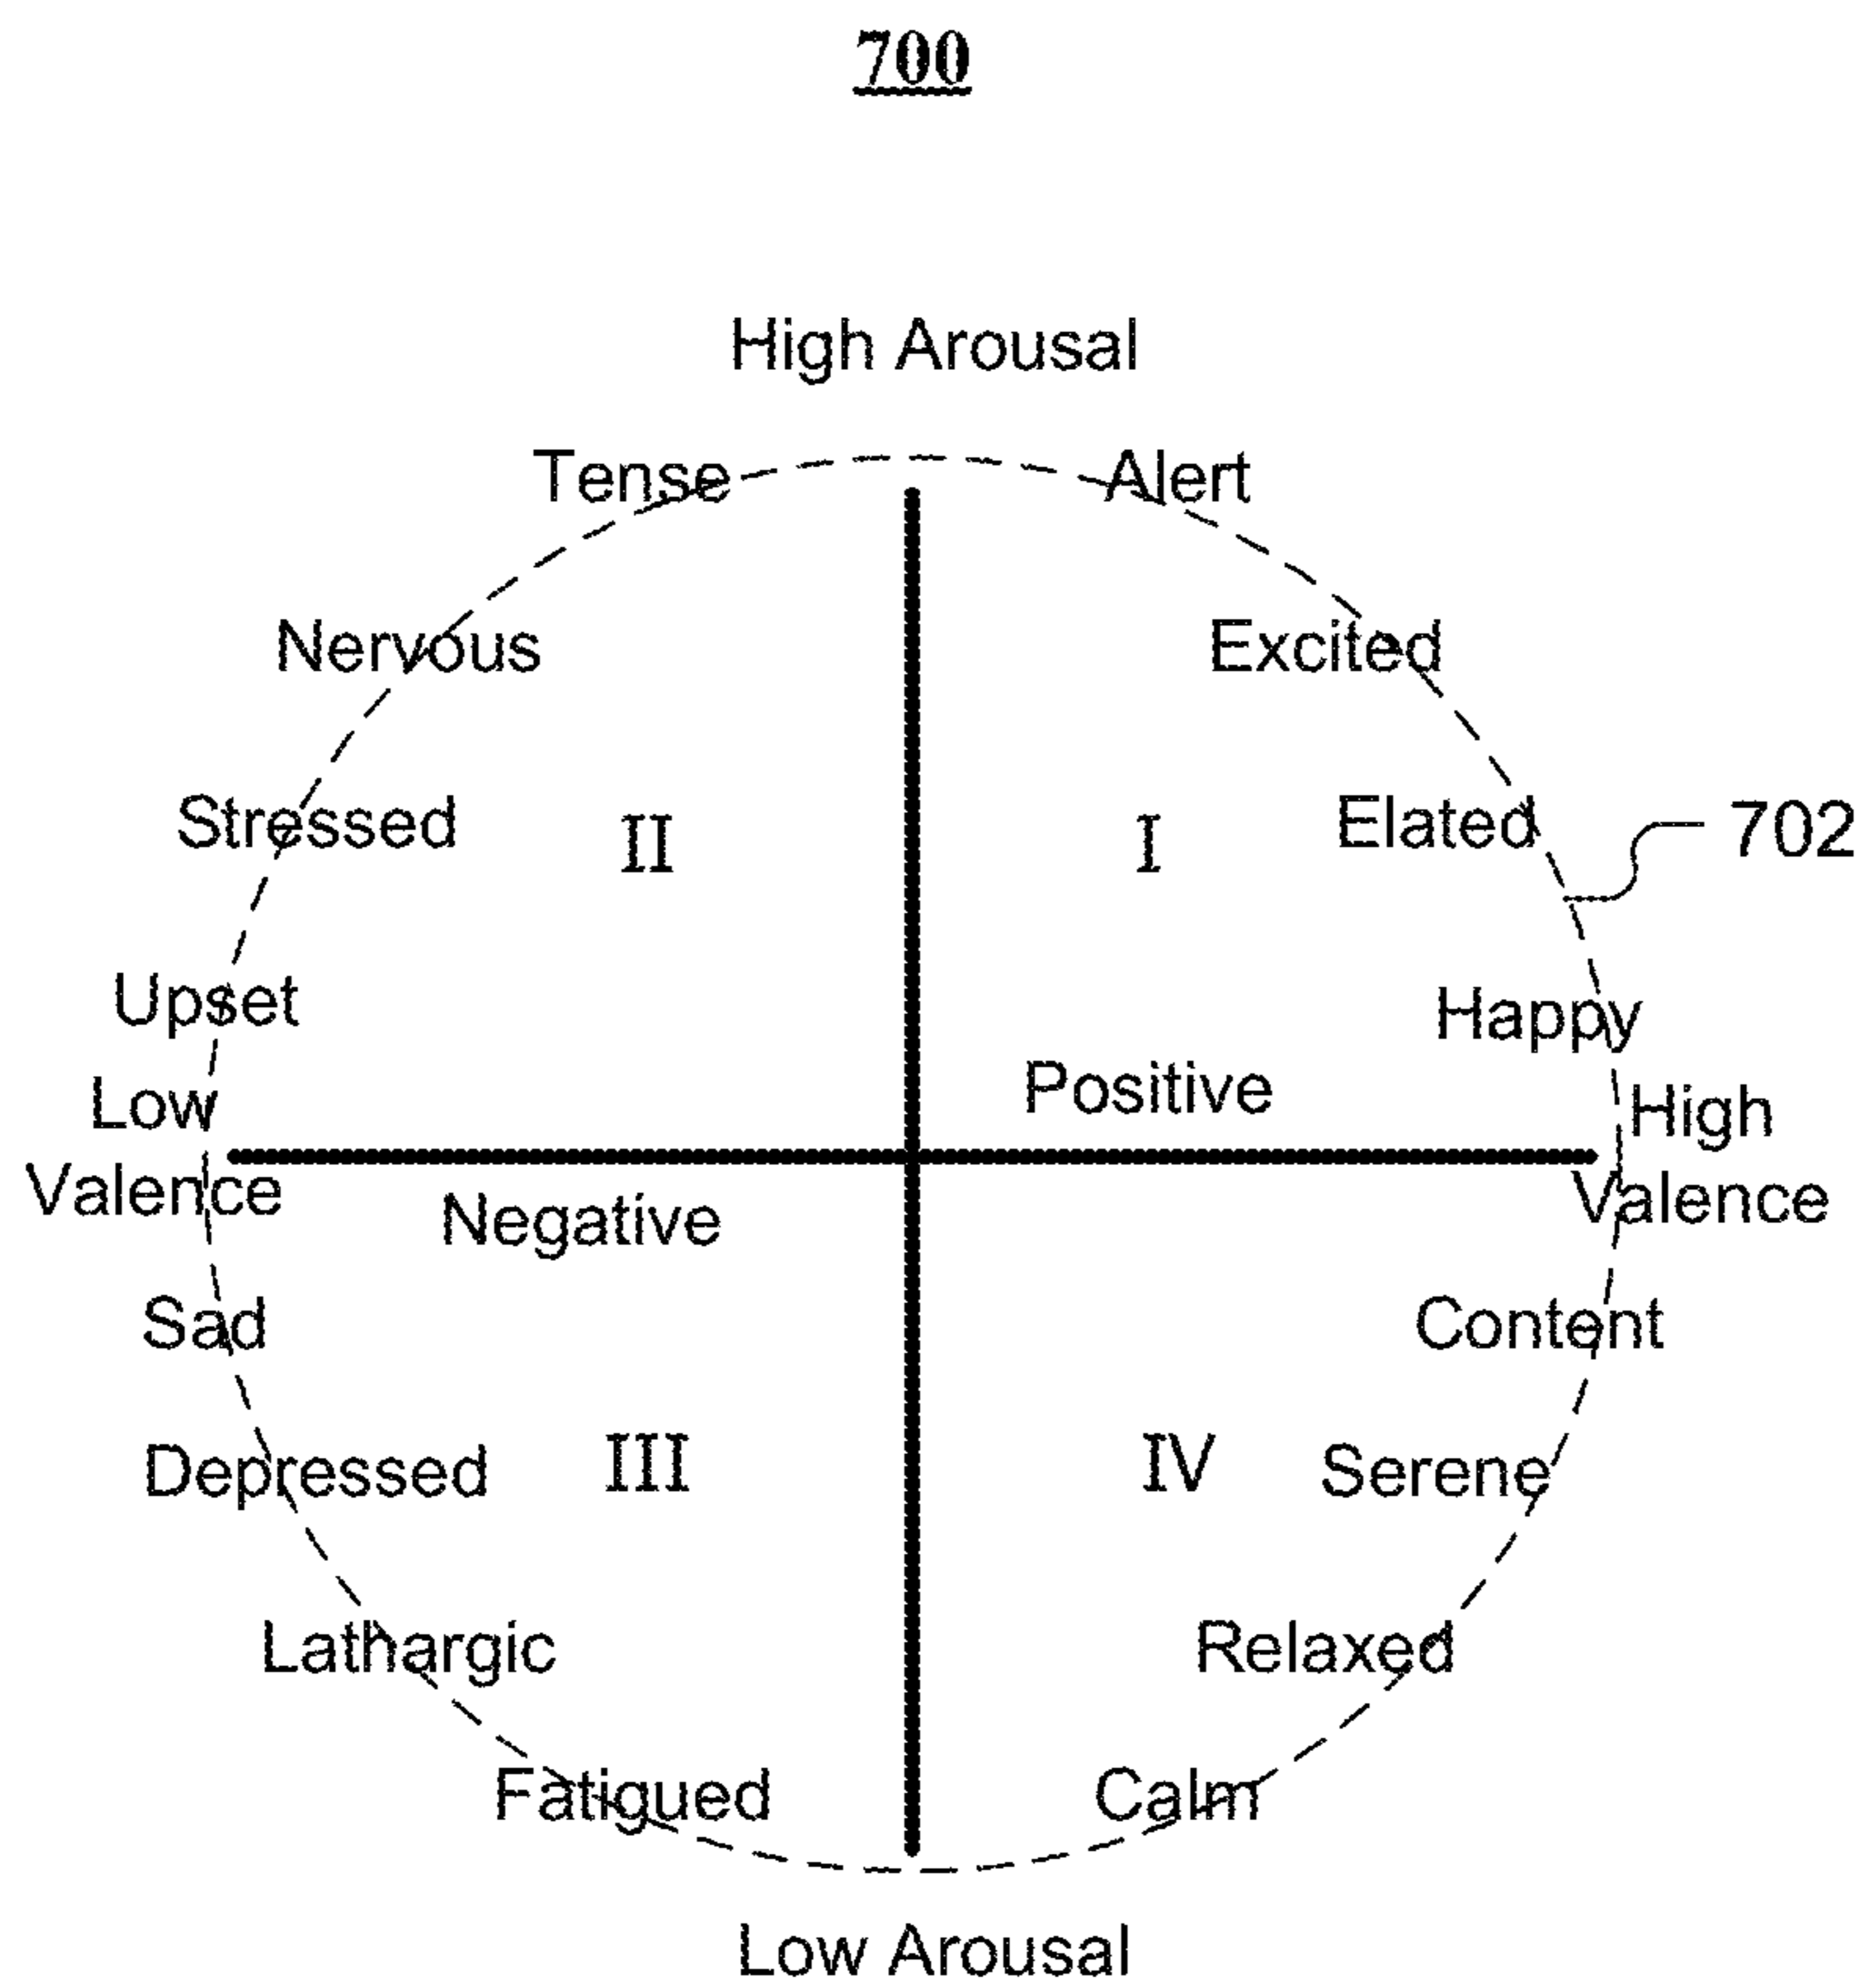 700
High Arousal
Tense
Alert
Nervous
Excited
Stressed
II
I
Elated
702
Upset
Happy
Low
Valence
Positive
High
Valence
Negative
Sad
Content
Depressed
III
IV
Serene
Lathargic
Relaxed
Fatigued
Calm
Low Arousal